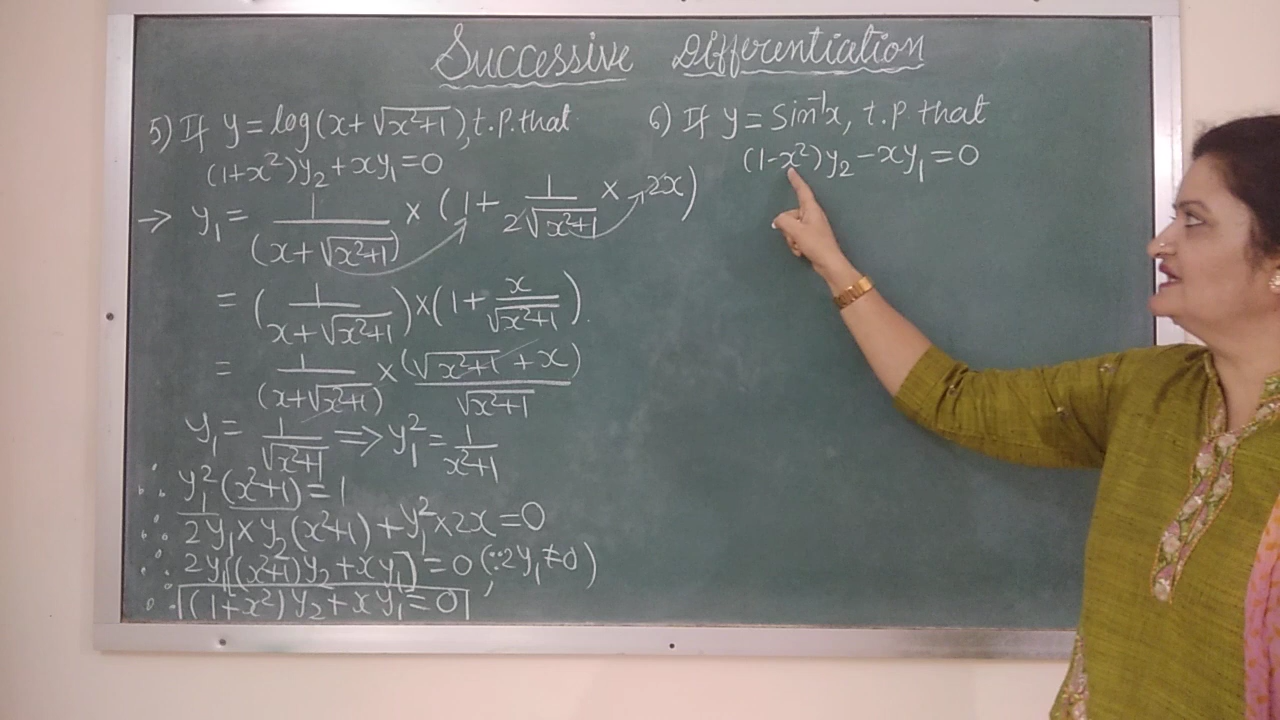 Successive Differentiation
5) If y = log(x + √(x²+1)), t.p. that
(1+x²)y₂ + xy₁ = 0
→ y₁ = 1/(x + √(x²+1)) × (1 + 1/(2√(x²+1)) × 2x)
= (1/(x + √(x²+1))) × (1 + x/√(x²+1)).
= 1/(x + √(x²+1)) × (√(x²+1) + x)/√(x²+1)
y₁ = 1/√(x²+1) ⇒ y₁² = 1/(x²+1)
∴ y₁²(x²+1) = 1
∴ 2y₁ × y₂(x²+1) + y₁² × 2x = 0
∴ 2y₁[(x²+1)y₂ + xy₁] = 0 (∵ 2y₁ ≠ 0)
∴ (1+x²)y₂ + xy₁ = 0
6) If y = Sin⁻¹x, t.p. that
(1-x²)y₂ - xy₁ = 0